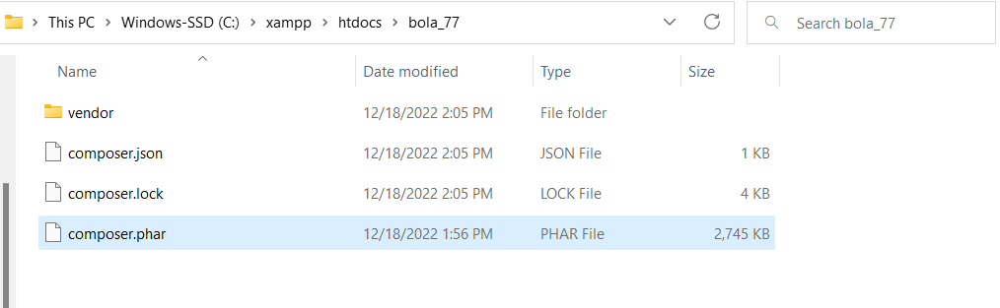 This PC > Windows-SSD (C:) > xampp > htdocs > bola_77
Search bola_77
Name Date modified Type Size
vendor 12/18/2022 2:05 PM File folder
composer.json 12/18/2022 2:05 PM JSON File 1 KB
composer.lock 12/18/2022 2:05 PM LOCK File 4 KB
composer.phar 12/18/2022 1:56 PM PHAR File 2,745 KB